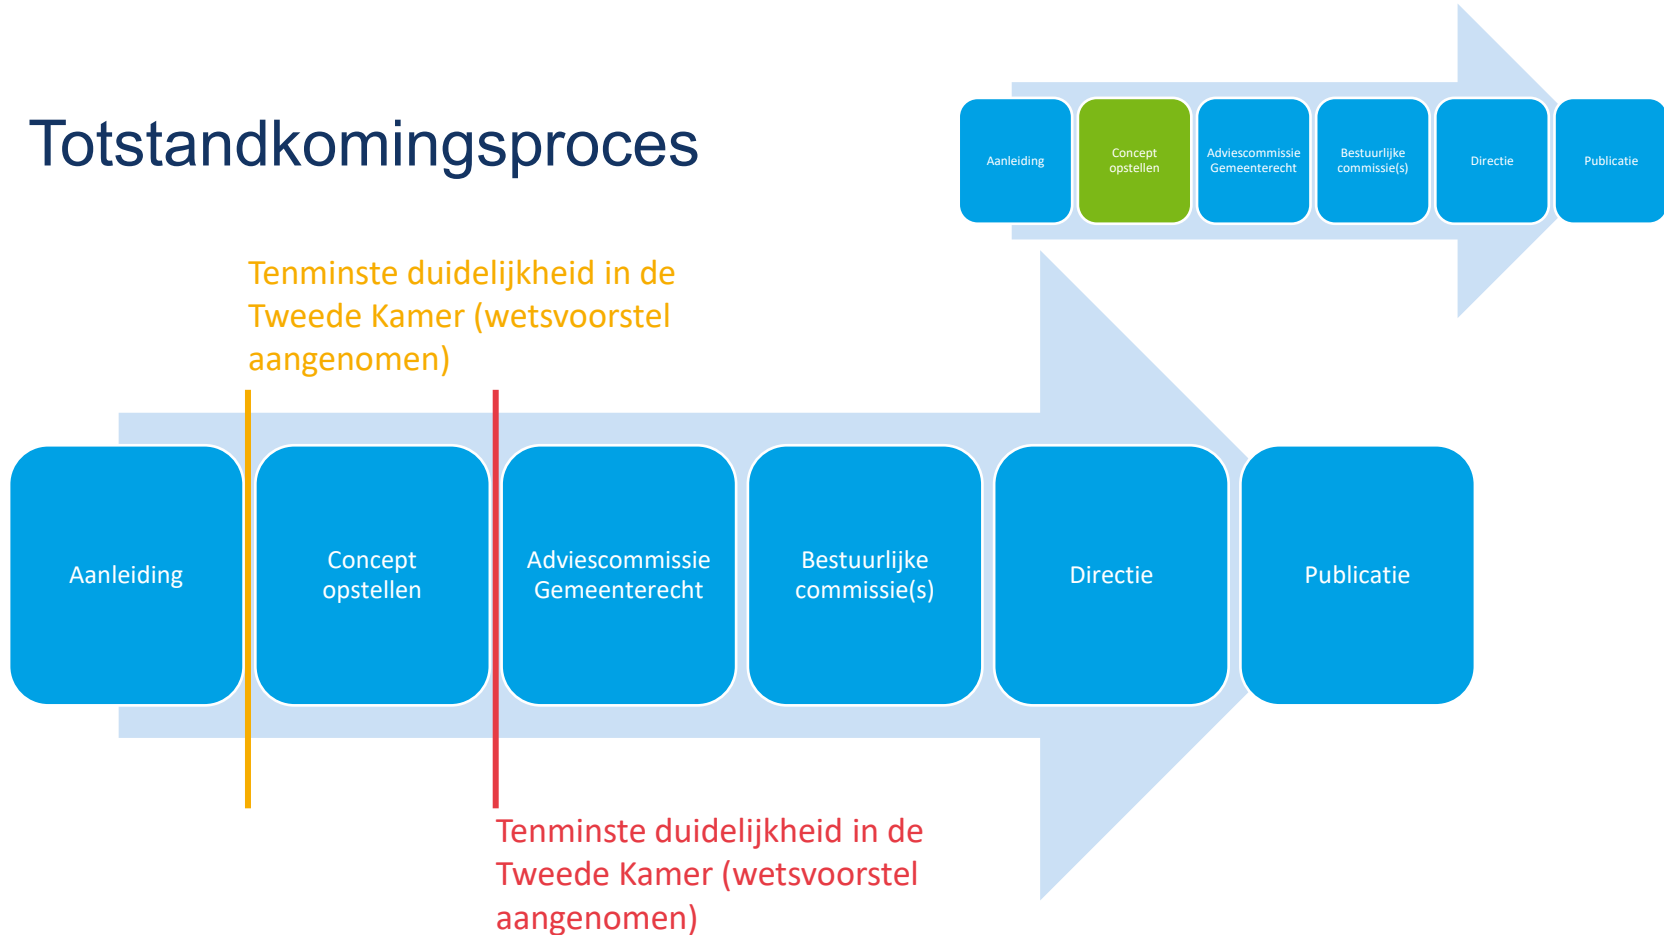 Totstandkomingsproces
Aanleiding
Concept
opstellen
Adviescommissie
Gemeenterecht
Bestuurlijke
commissie(s)
Directie
Publicatie
Tenminste duidelijkheid in de
Tweede Kamer (wetsvoorstel
aangenomen)
Aanleiding
Concept
opstellen
Adviescommissie
Gemeenterecht
Bestuurlijke
commissie(s)
Directie
Publicatie
Tenminste duidelijkheid in de
Tweede Kamer (wetsvoorstel
aangenomen)